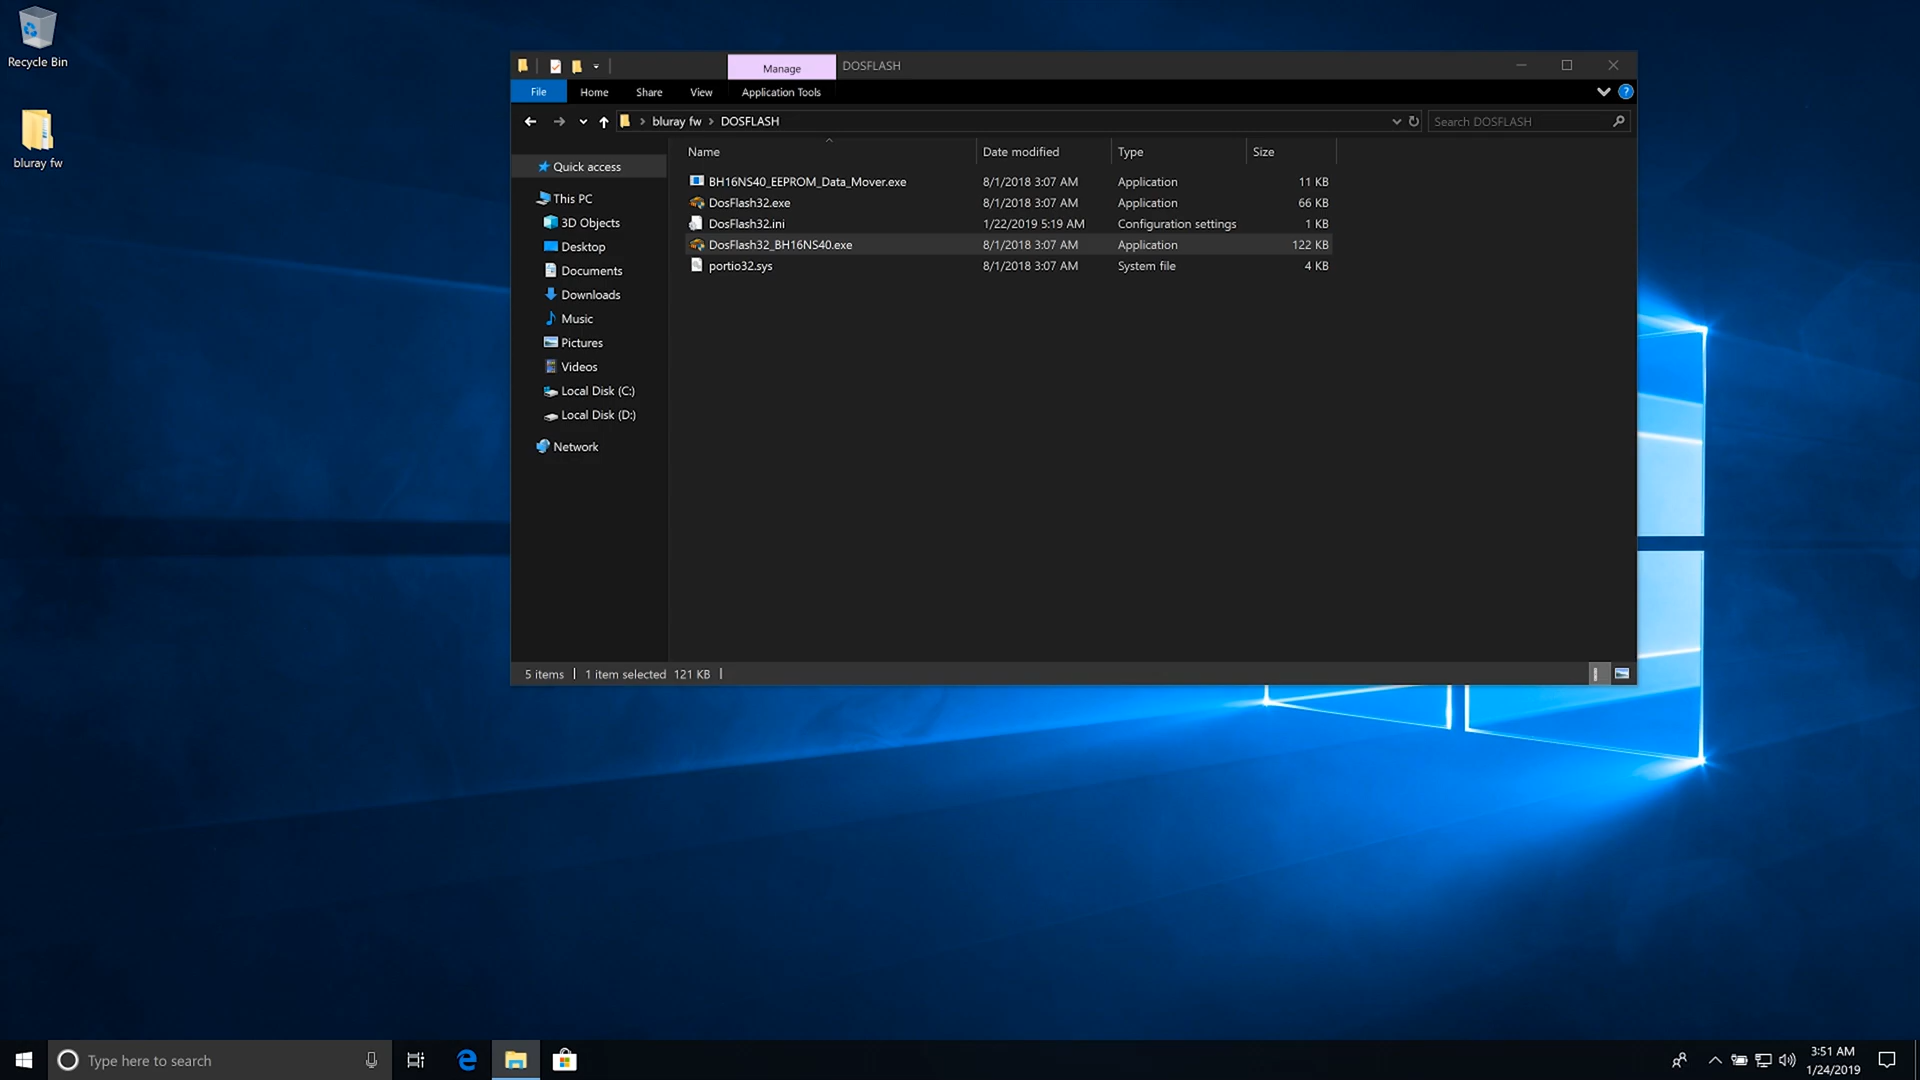 Recycle Bin
bluray fw
Manage
DOSFLASH
File
Home
Share
View
Application Tools
bluray fw
DOSFLASH
Search DOSFLASH
Name
Date modified
Type
Size
BH16NS40_EEPROM_Data_Mover.exe 8/1/2018 3:07 AM Application 11 KB
DosFlash32.exe 8/1/2018 3:07 AM Application 66 KB
DosFlash32.ini 1/22/2019 5:19 AM Configuration settings 1 KB
DosFlash32_BH16NS40.exe 8/1/2018 3:07 AM Application 122 KB
portio32.sys 8/1/2018 3:07 AM System file 4 KB
Quick access
This PC
3D Objects
Desktop
Documents
Downloads
Music
Pictures
Videos
Local Disk (C:)
Local Disk (D:)
Network
5 items
1 item selected 121 KB
Type here to search
3:51 AM
1/24/2019